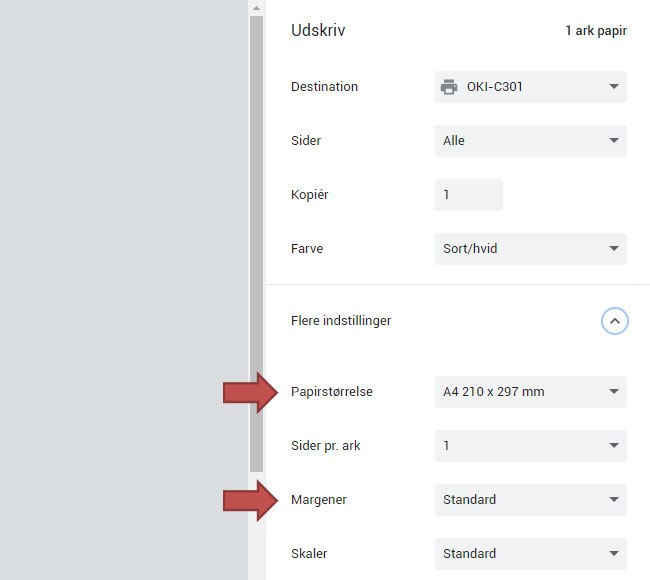 Udskriv 1 ark papir
Destination OKI-C301
Sider Alle
Kopiér 1
Farve Sort/hvid
Flere indstillinger
Papirstørrelse A4 210 x 297 mm
Sider pr. ark 1
Margener Standard
Skaler Standard